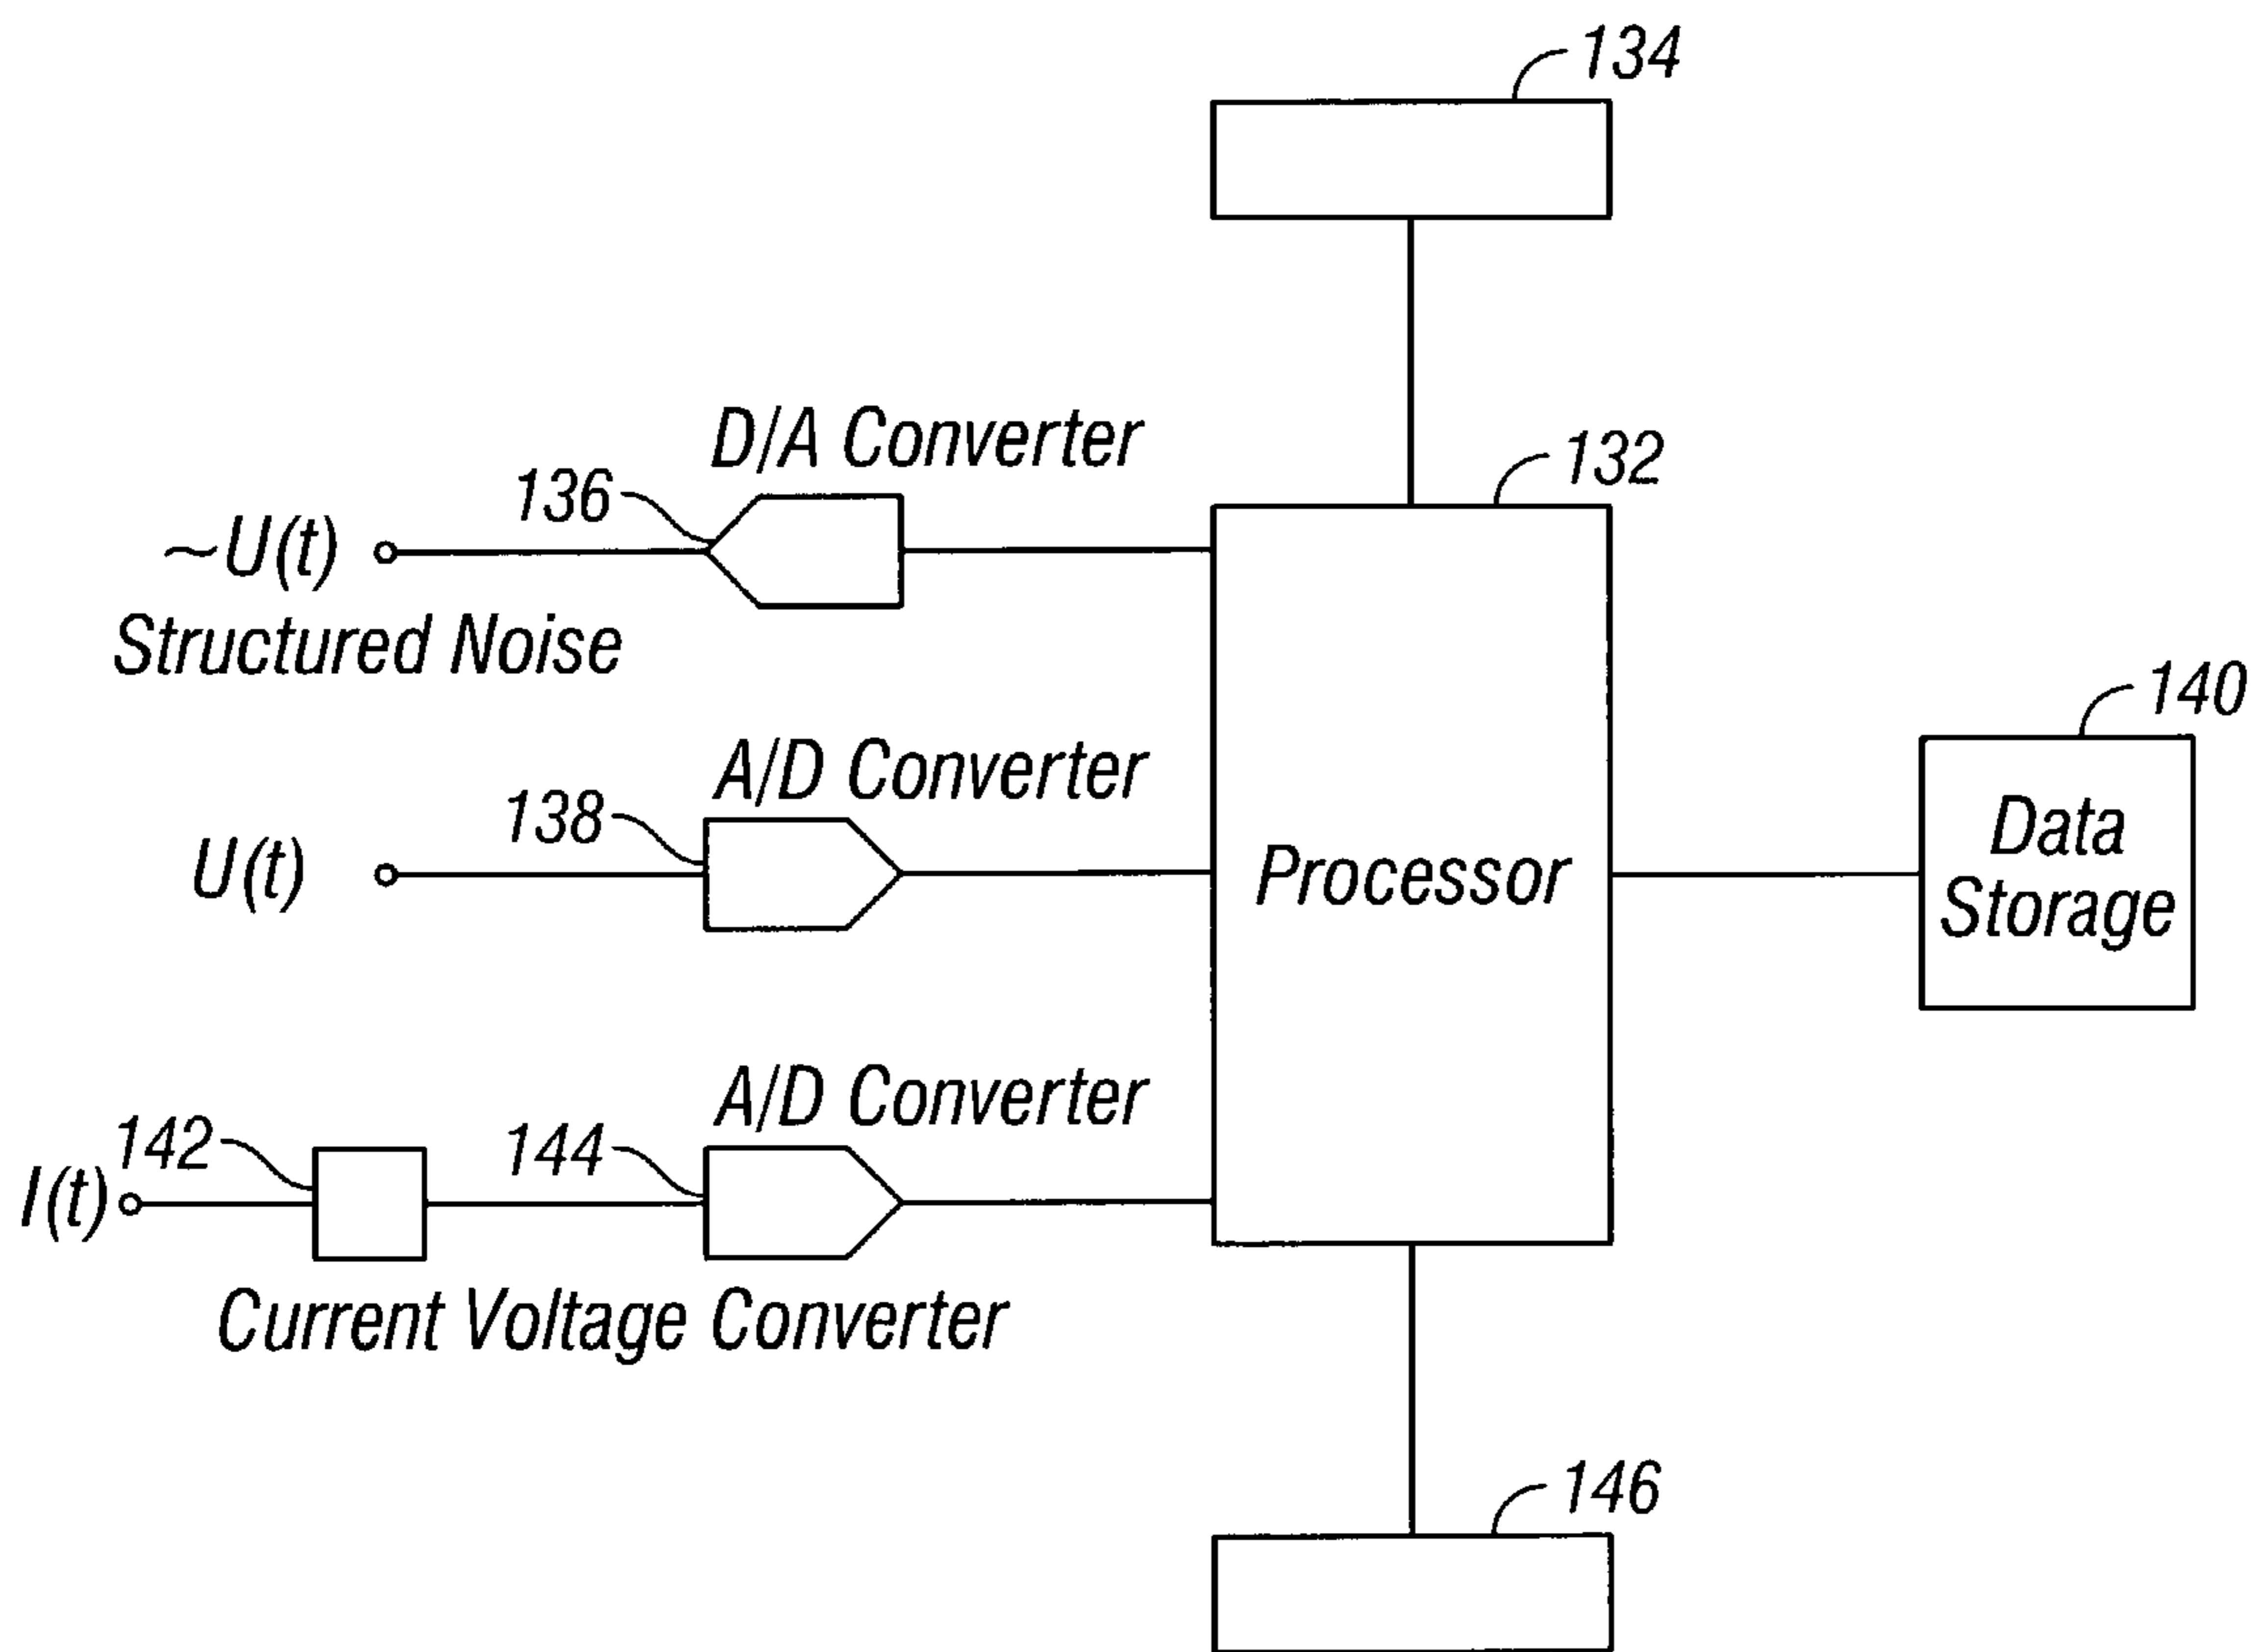 134
D/A Converter
132
136
~U(t)
Structured Noise
140
A/D Converter
138
Data
Storage
U(t)
Processor
A/D Converter
142
144
I(t)
Current Voltage Converter
146